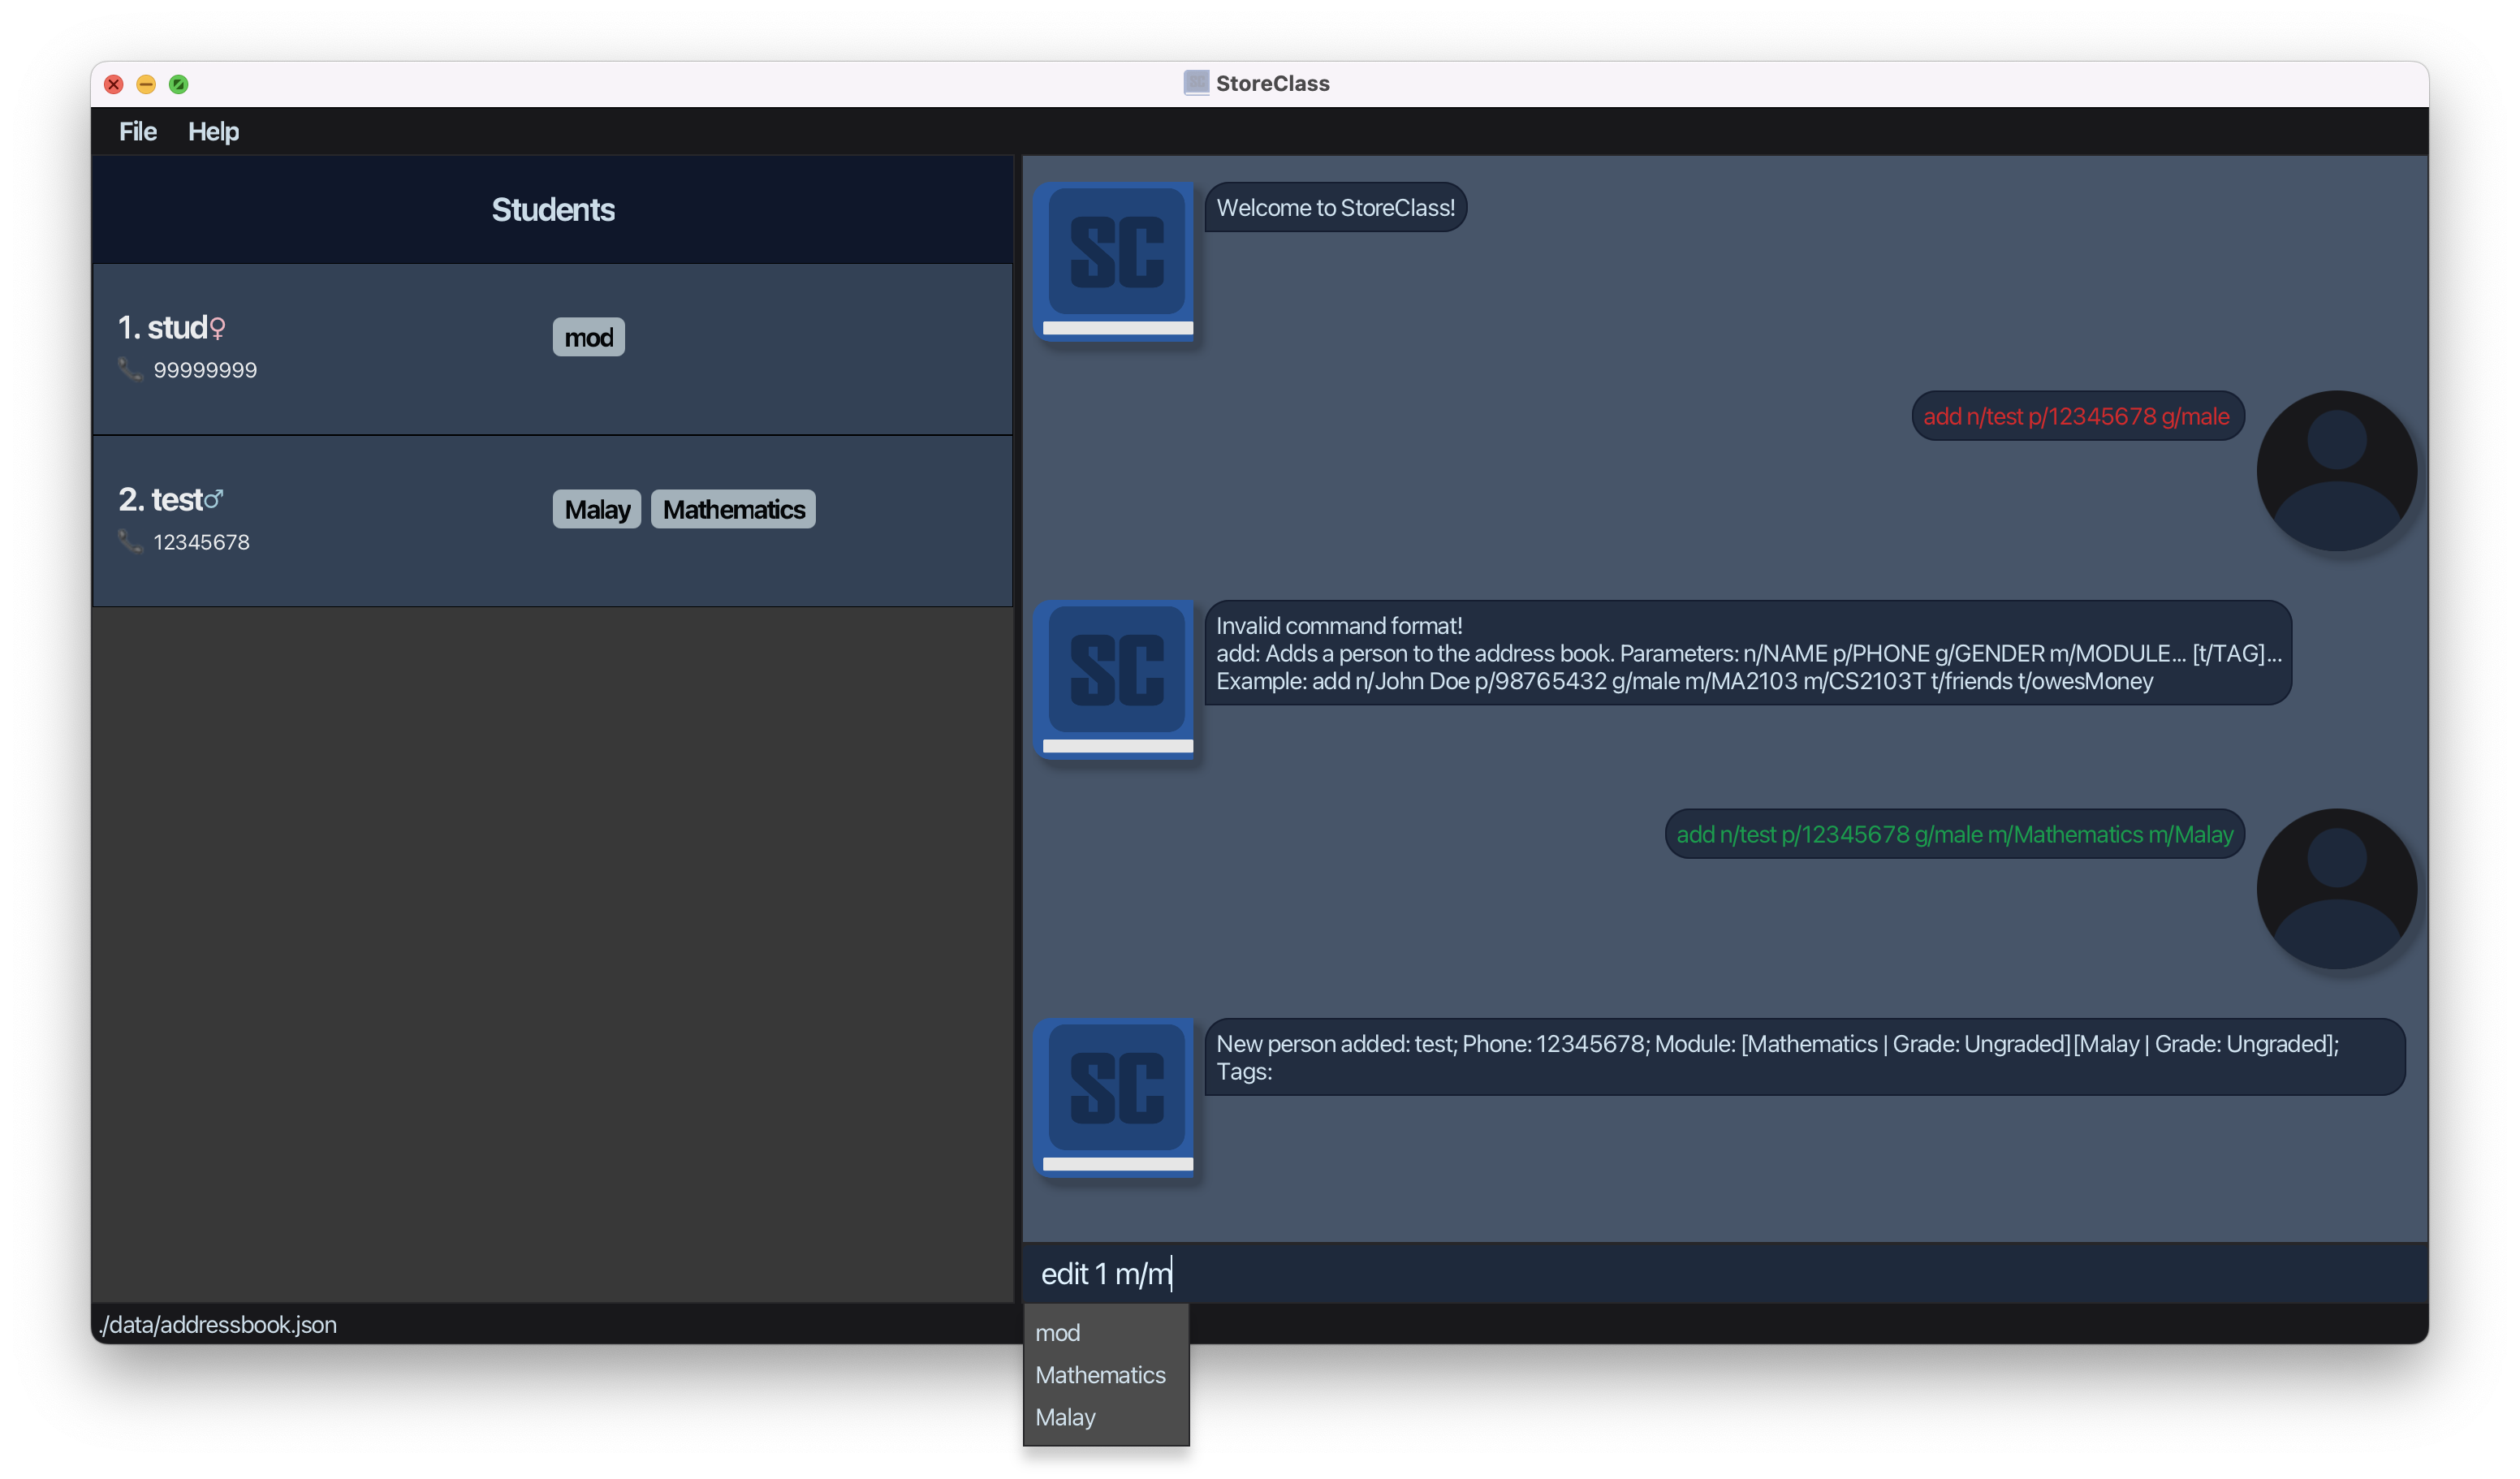 StoreClass
File Help
Students
1. stud♀
99999999
mod
2. test♂
12345678
Malay Mathematics
./data/addressbook.json
SC
Welcome to StoreClass!
add n/test p/12345678 g/male
SC
Invalid command format!
add: Adds a person to the address book. Parameters: n/NAME p/PHONE g/GENDER m/MODULE... [t/TAG]...
Example: add n/John Doe p/98765432 g/male m/MA2103 m/CS2103T t/friends t/owesMoney
add n/test p/12345678 g/male m/Mathematics m/Malay
SC
New person added: test; Phone: 12345678; Module: [Mathematics | Grade: Ungraded][Malay | Grade: Ungraded];
Tags:
edit 1 m/m
mod
Mathematics
Malay